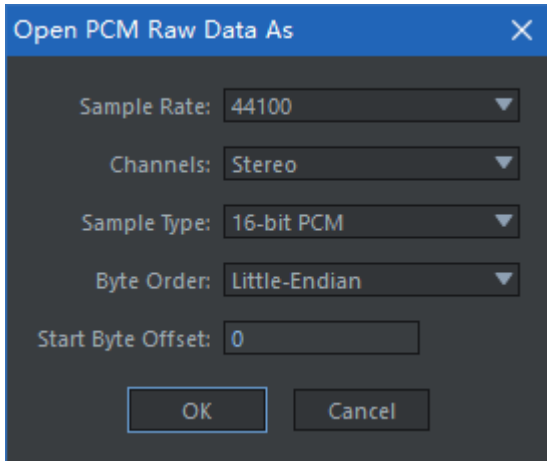 Open PCM Raw Data As
Sample Rate: 44100
Channels: Stereo
Sample Type: 16-bit PCM
Byte Order: Little-Endian
Start Byte Offset: 0
OK Cancel